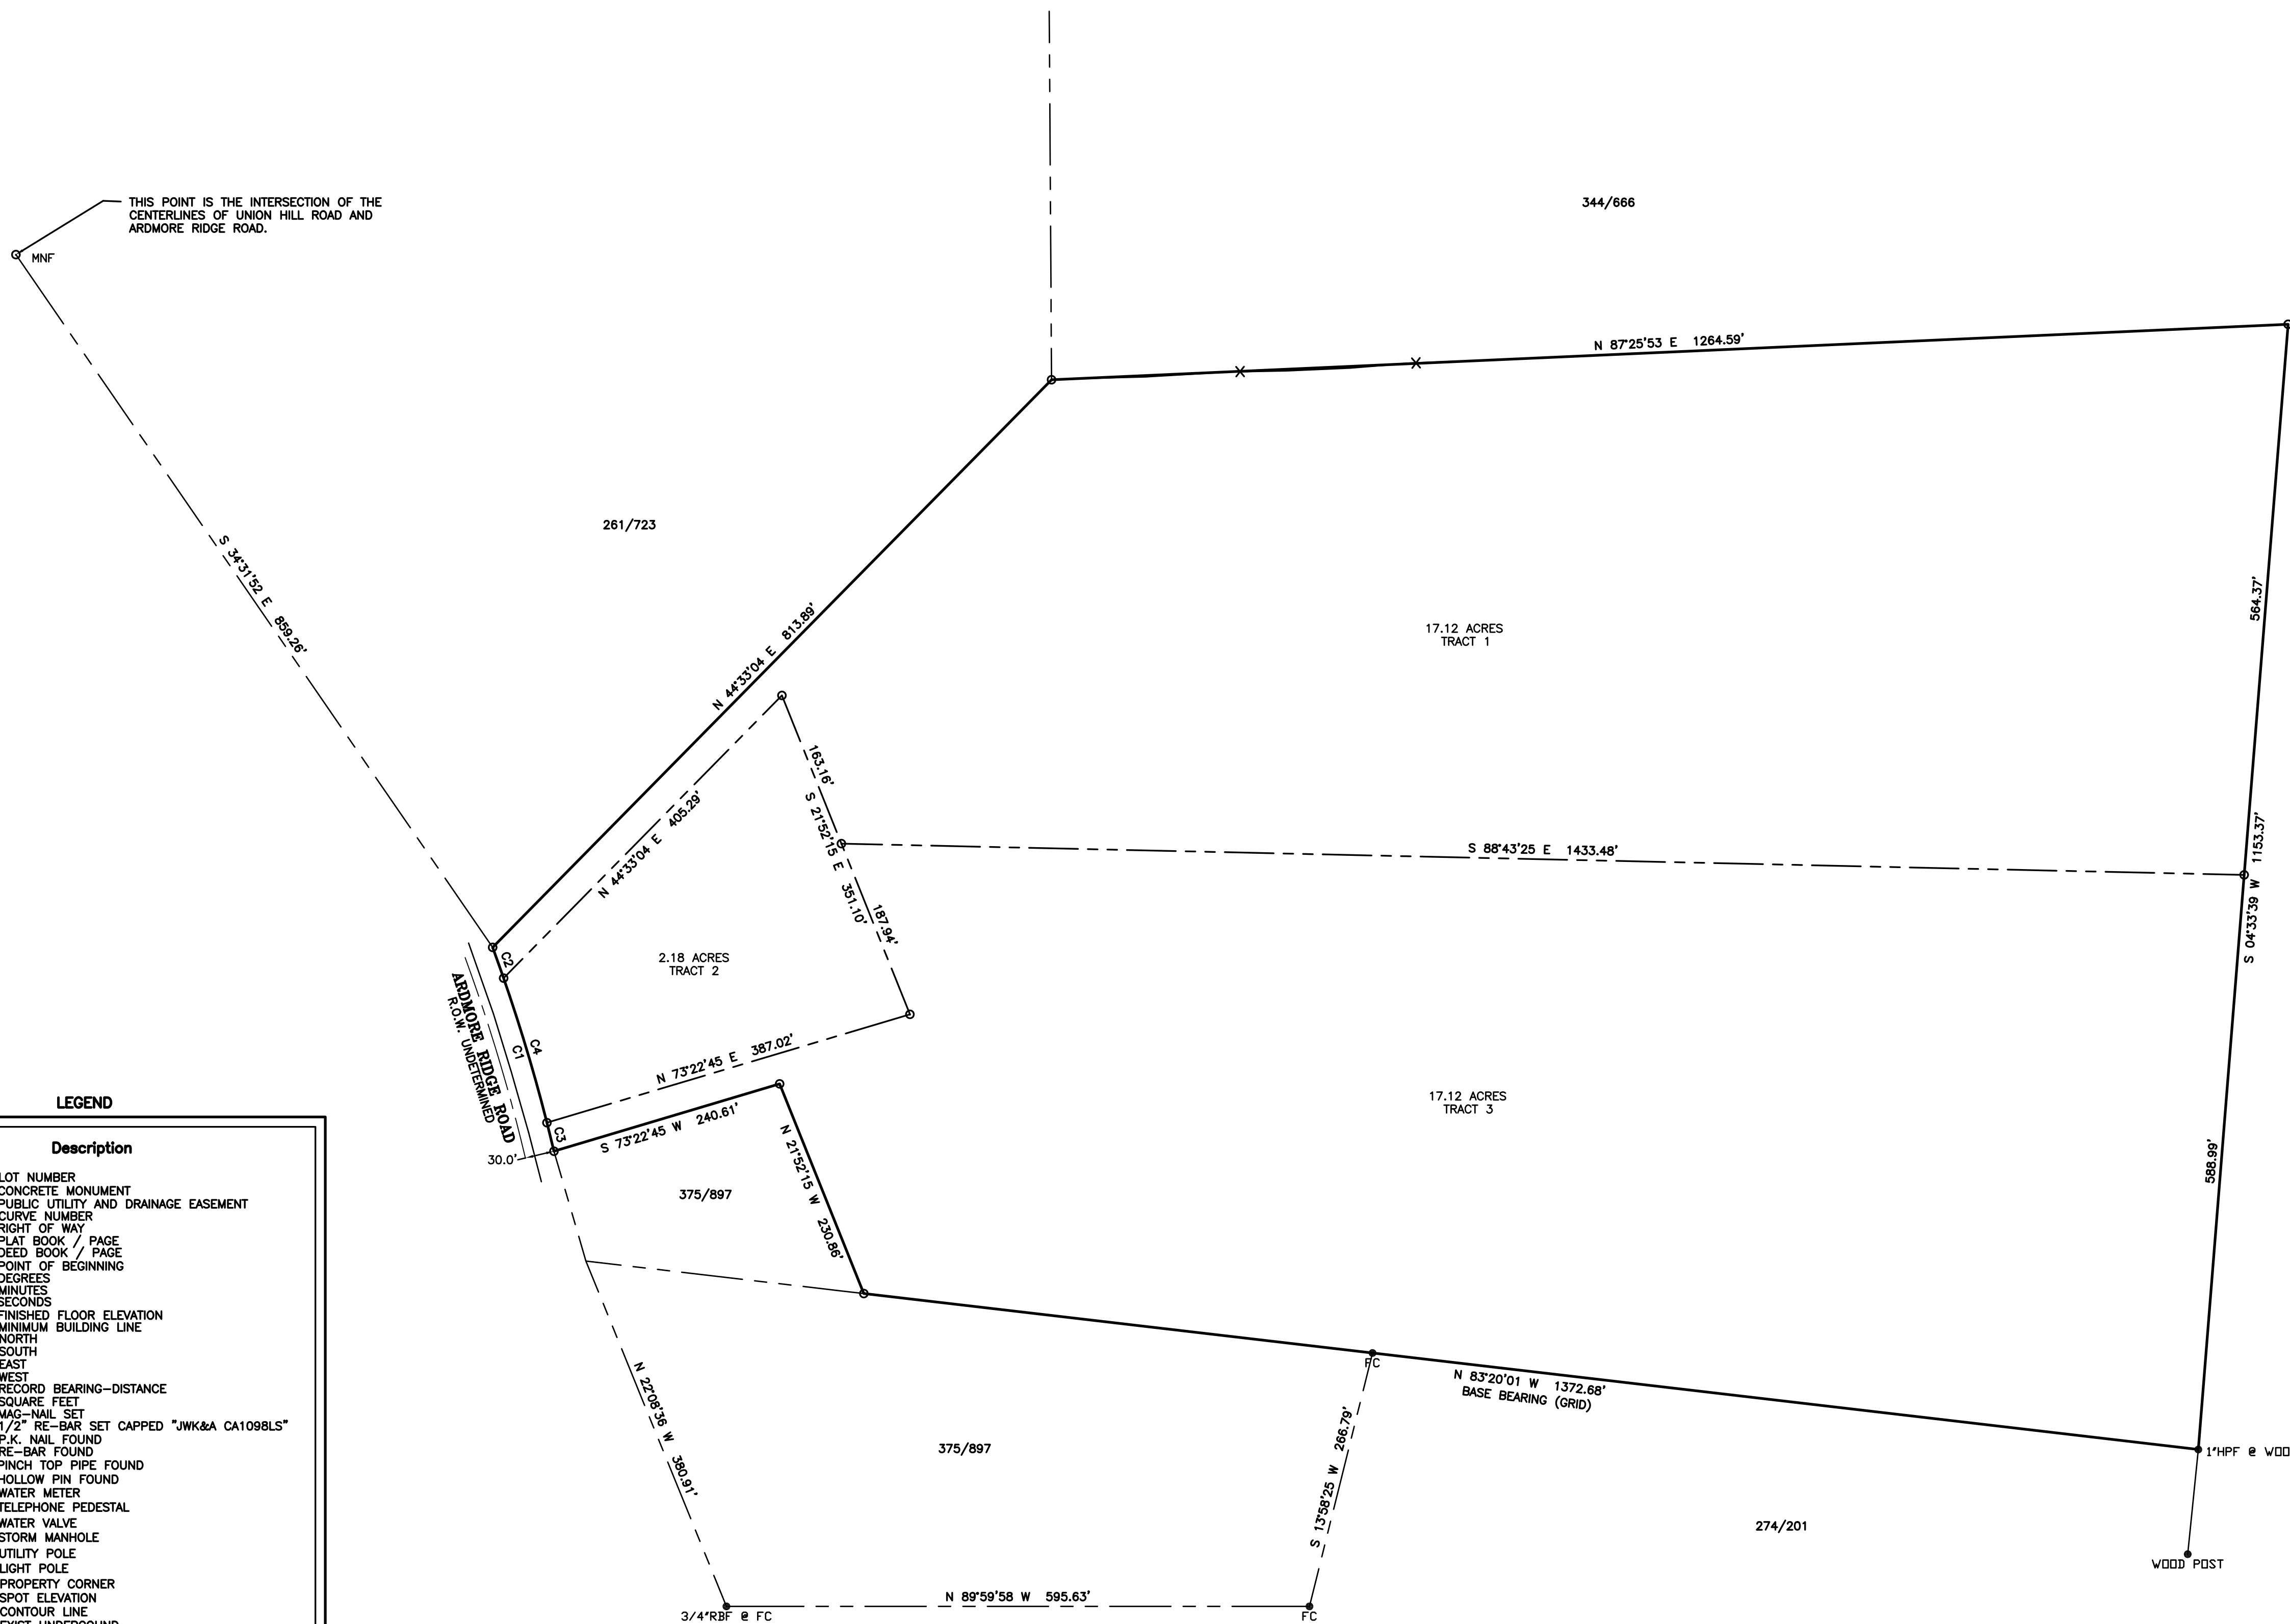 THIS POINT IS THE INTERSECTION OF THE
CENTERLINES OF UNION HILL ROAD AND
ARDMORE RIDGE ROAD.
MNF
344/666
N 87°25'53 E 1264.59'
261/723
S 34°31'52 E 859.26'
N 44°33'04 E 813.89'
564.37'
17.12 ACRES
TRACT 1
163.16'
S 21°52'15 E 351.10'
187.94'
N 44°33'04 E 405.29'
S 88°43'25 E 1433.48'
S 04°33'39 W 1153.37'
C2
2.18 ACRES
TRACT 2
C4
C1
ARDMORE RIDGE ROAD
R.O.W. UNDETERMINED
N 73°22'45 E 387.02'
C3
30.0'
S 73°22'45 W 240.61'
17.12 ACRES
TRACT 3
588.99'
N 21°52'15 W 230.86'
375/897
FC
N 83°20'01 W 1372.68'
BASE BEARING (GRID)
N 22°08'36 W 380.91'
375/897
S 13°58'25 W 266.79'
1"HPF @ WOO
274/201
WOOD POST
N 89°59'58 W 595.63'
3/4"RBF @ FC
FC
LEGEND
Description
LOT NUMBER
CONCRETE MONUMENT
PUBLIC UTILITY AND DRAINAGE EASEMENT
CURVE NUMBER
RIGHT OF WAY
PLAT BOOK / PAGE
DEED BOOK / PAGE
POINT OF BEGINNING
DEGREES
MINUTES
SECONDS
FINISHED FLOOR ELEVATION
MINIMUM BUILDING LINE
NORTH
SOUTH
EAST
WEST
RECORD BEARING-DISTANCE
SQUARE FEET
MAG-NAIL SET
1/2" RE-BAR SET CAPPED "JWK&A CA1098LS"
P.K. NAIL FOUND
RE-BAR FOUND
PINCH TOP PIPE FOUND
HOLLOW PIN FOUND
WATER METER
TELEPHONE PEDESTAL
WATER VALVE
STORM MANHOLE
UTILITY POLE
LIGHT POLE
PROPERTY CORNER
SPOT ELEVATION
CONTOUR LINE